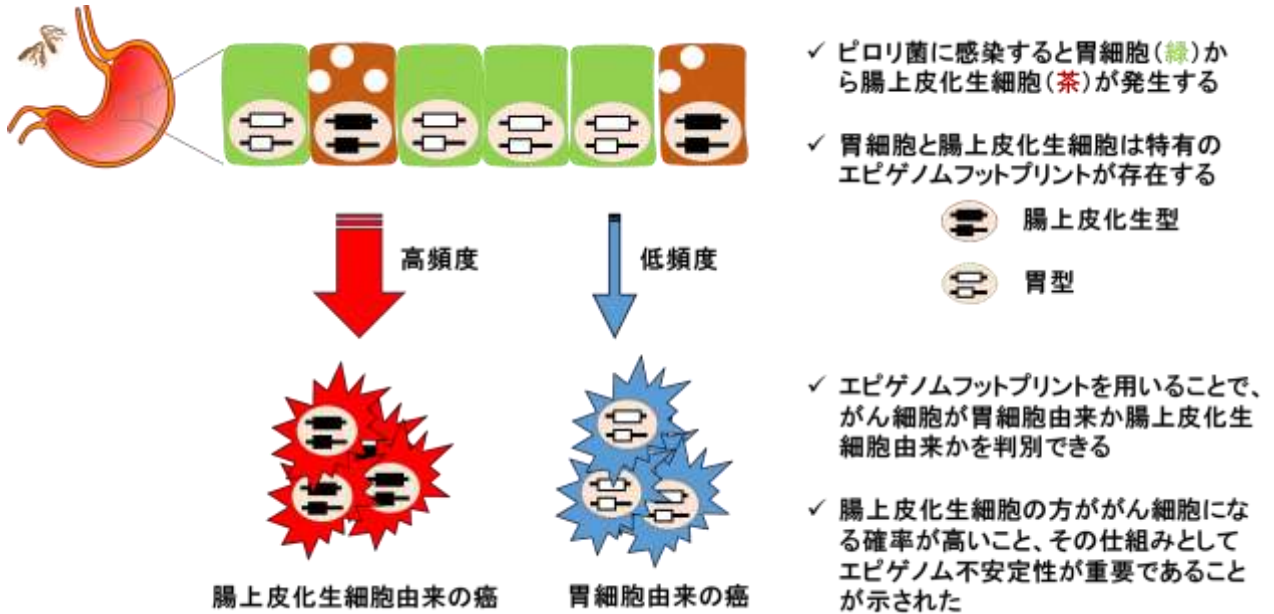 ✓ ピロリ菌に感染すると胃細胞(緑)か
ら腸上皮化生細胞(茶)が発生する
✓ 胃細胞と腸上皮化生細胞は特有の
エピゲノムフットプリントが存在する
腸上皮化生型
胃型
高頻度
低頻度
✓ エピゲノムフットプリントを用いることで、
がん細胞が胃細胞由来か腸上皮化生
細胞由来かを判別できる
✓ 腸上皮化生細胞の方ががん細胞にな
る確率が高いこと、その仕組みとして
エピゲノム不安定性が重要であること
が示された
腸上皮化生細胞由来の癌
胃細胞由来の癌